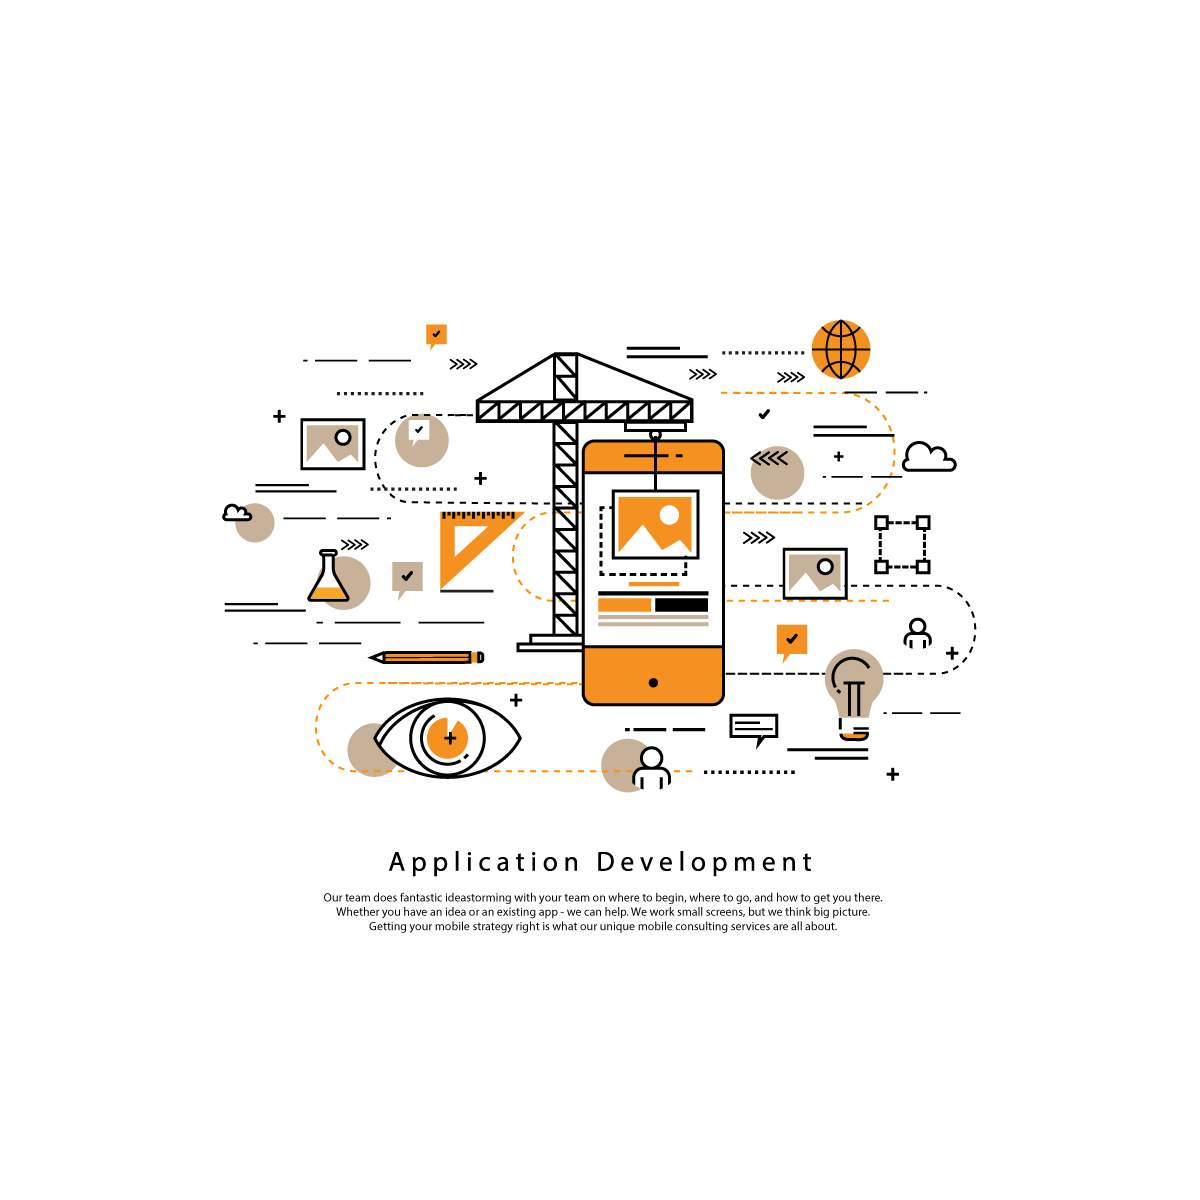 Application Development
Our team does fantastic ideastorming with your team on where to begin, where to go, and how to get you there.
Whether you have an idea or an existing app - we can help. We work small screens, but we think big picture.
Getting your mobile strategy right is what our unique mobile consulting services are all about.